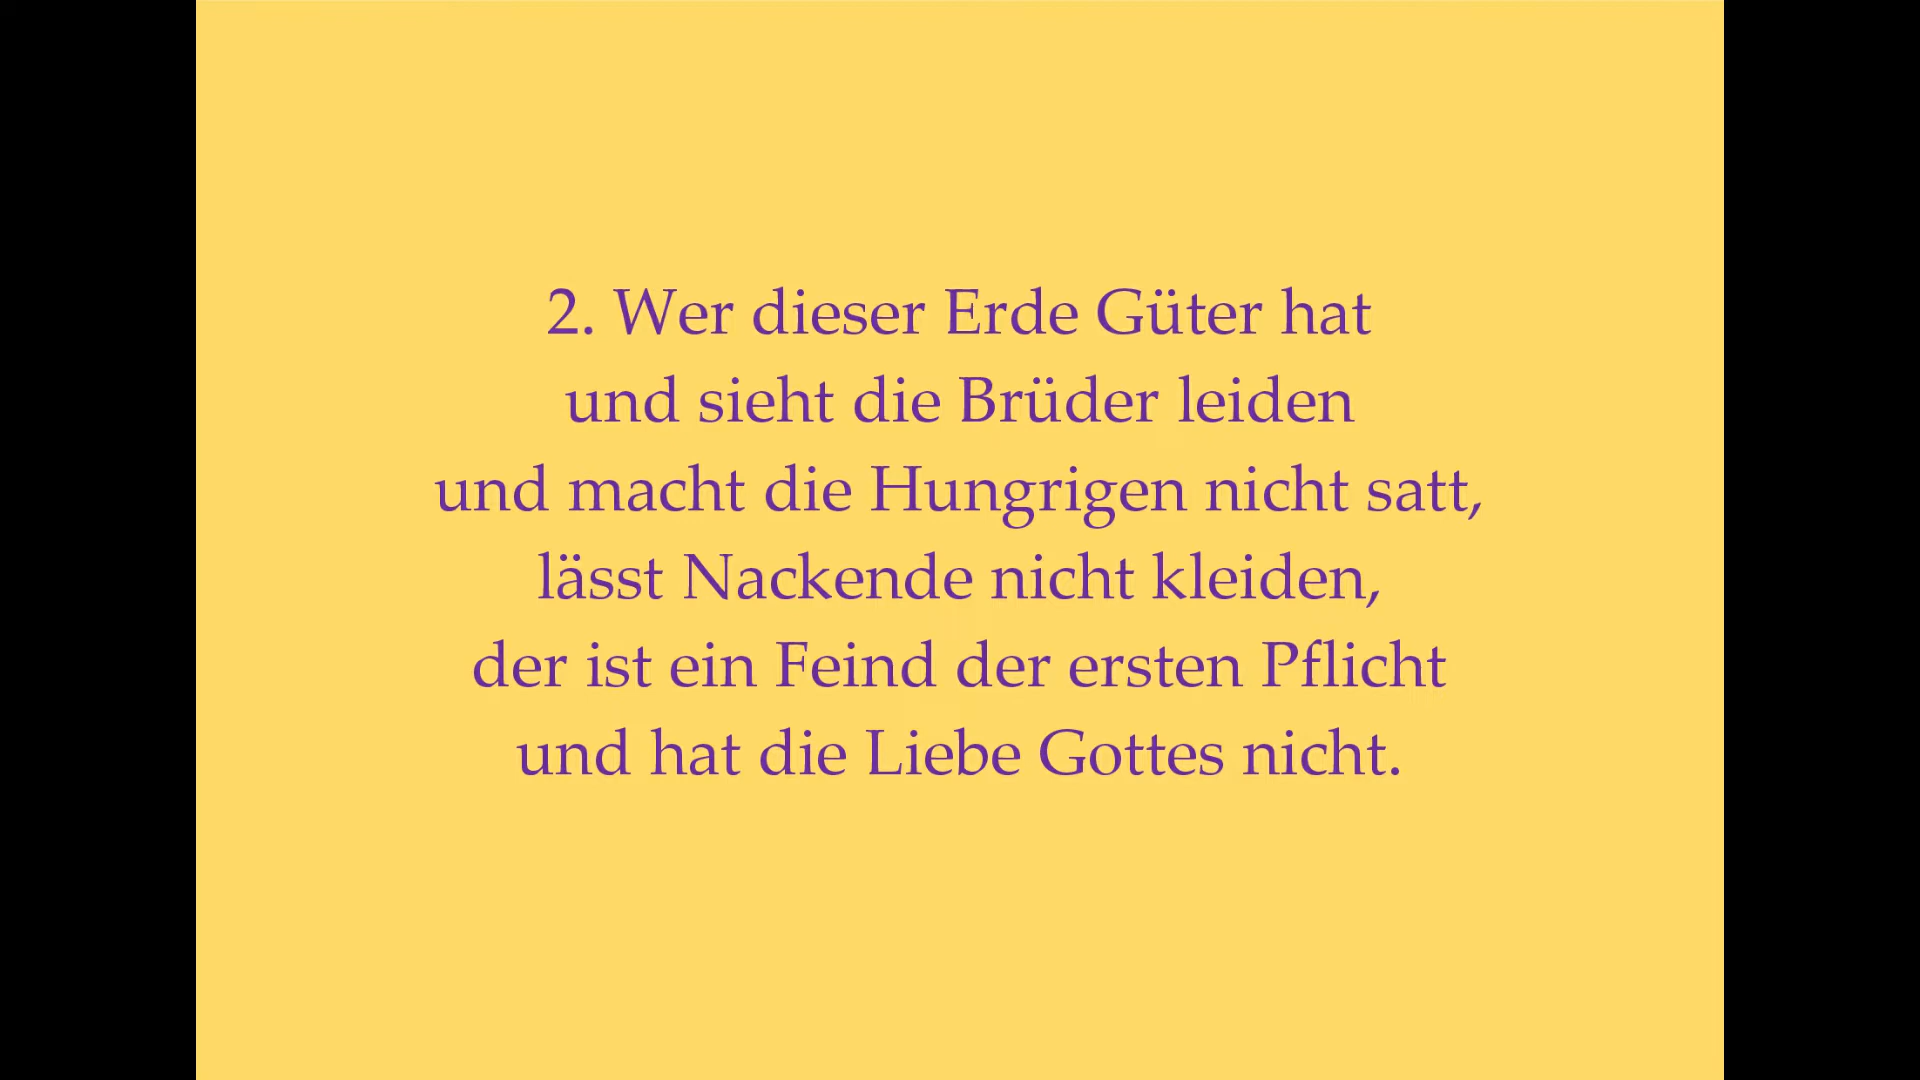 2. Wer dieser Erde Güter hat
und sieht die Brüder leiden
und macht die Hungrigen nicht satt,
lässt Nackende nicht kleiden,
der ist ein Feind der ersten Pflicht
und hat die Liebe Gottes nicht.